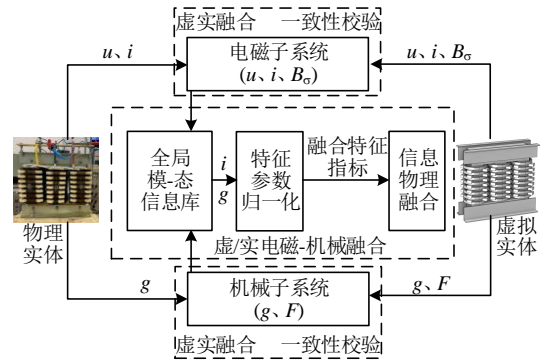 虚实融合 一致性校验
电磁子系统
(u、i、Bσ)
u、i
u、i、Bσ
全局
模-态
信息库
i
g
特征
参数
归一化
融合特征
指标
信息
物理
融合
物理
实体
虚拟
实体
虚/实电磁-机械融合
g
g、F
机械子系统
(g、F)
虚实融合 一致性校验